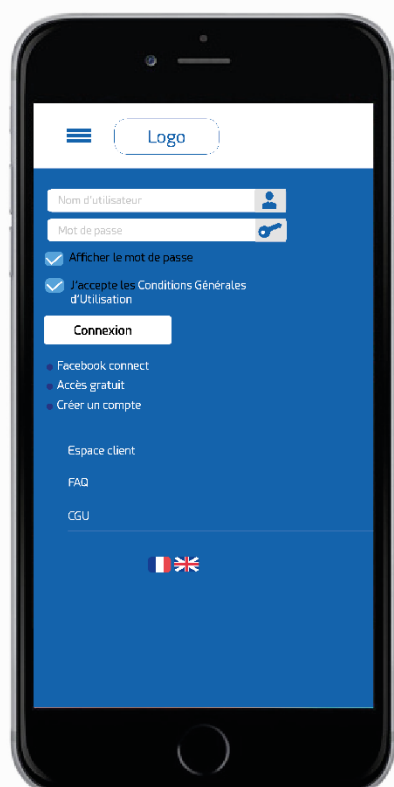 Logo
Nom d'utilisateur
Mot de passe
Afficher le mot de passe
J'accepte les Conditions Générales
d'Utilisation
Connexion
Facebook connect
Accès gratuit
Créer un compte
Espace client
FAQ
CGU